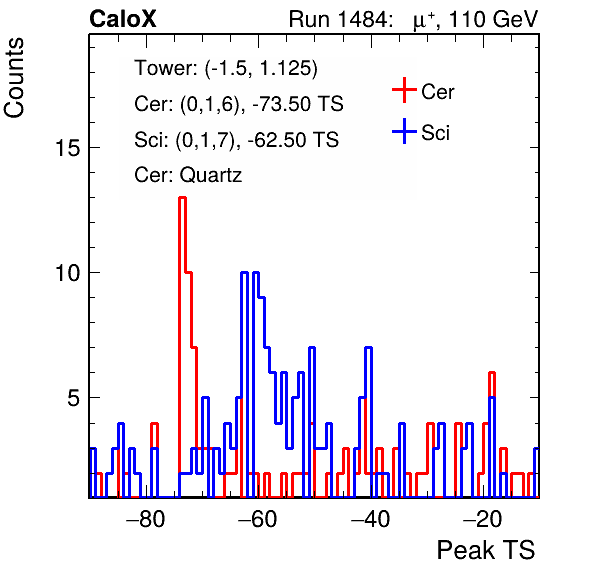 CaloX Run 1484: μ⁺, 110 GeV
Counts
Tower: (-1.5, 1.125)
Cer: (0,1,6), -73.50 TS
Sci: (0,1,7), -62.50 TS
Cer: Quartz
Cer
Sci
15
10
5
−80 −60 −40 −20
Peak TS